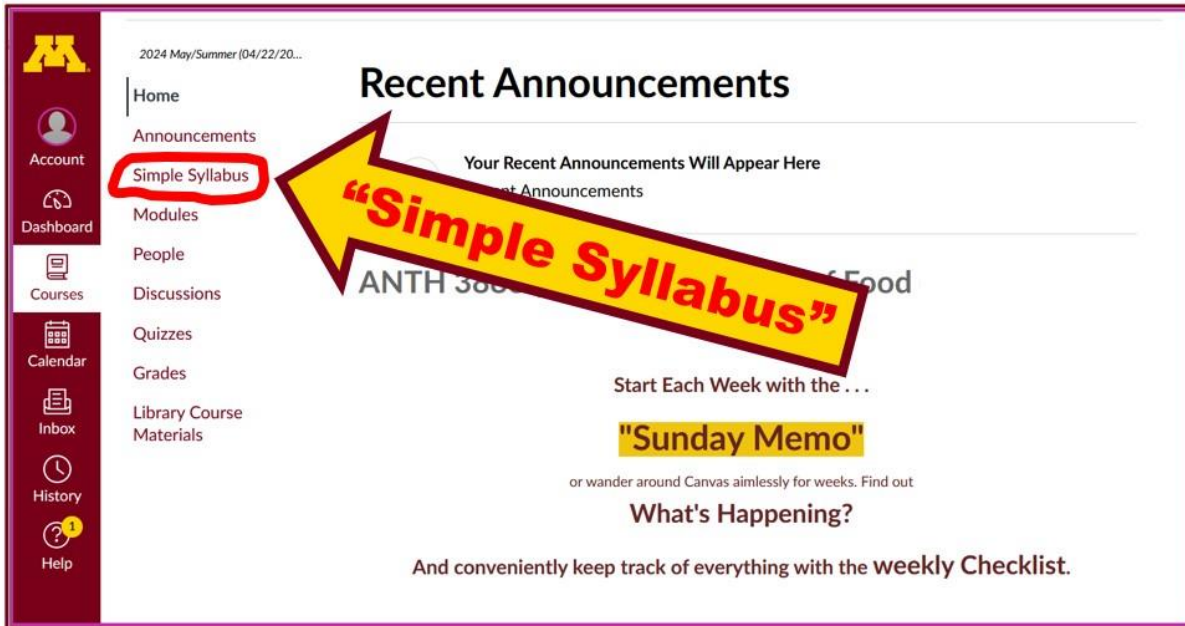 M
Account
Dashboard
Courses
Calendar
Inbox
History
1
Help
2024 May/Summer (04/22/20...
Home
Announcements
Simple Syllabus
Modules
People
Discussions
Quizzes
Grades
Library Course
Materials
Recent Announcements
Your Recent Announcements Will Appear Here
Announcements
"Simple Syllabus"
ANTH Food
Start Each Week with the . . .
"Sunday Memo"
or wander around Canvas aimlessly for weeks. Find out
What's Happening?
And conveniently keep track of everything with the weekly Checklist.